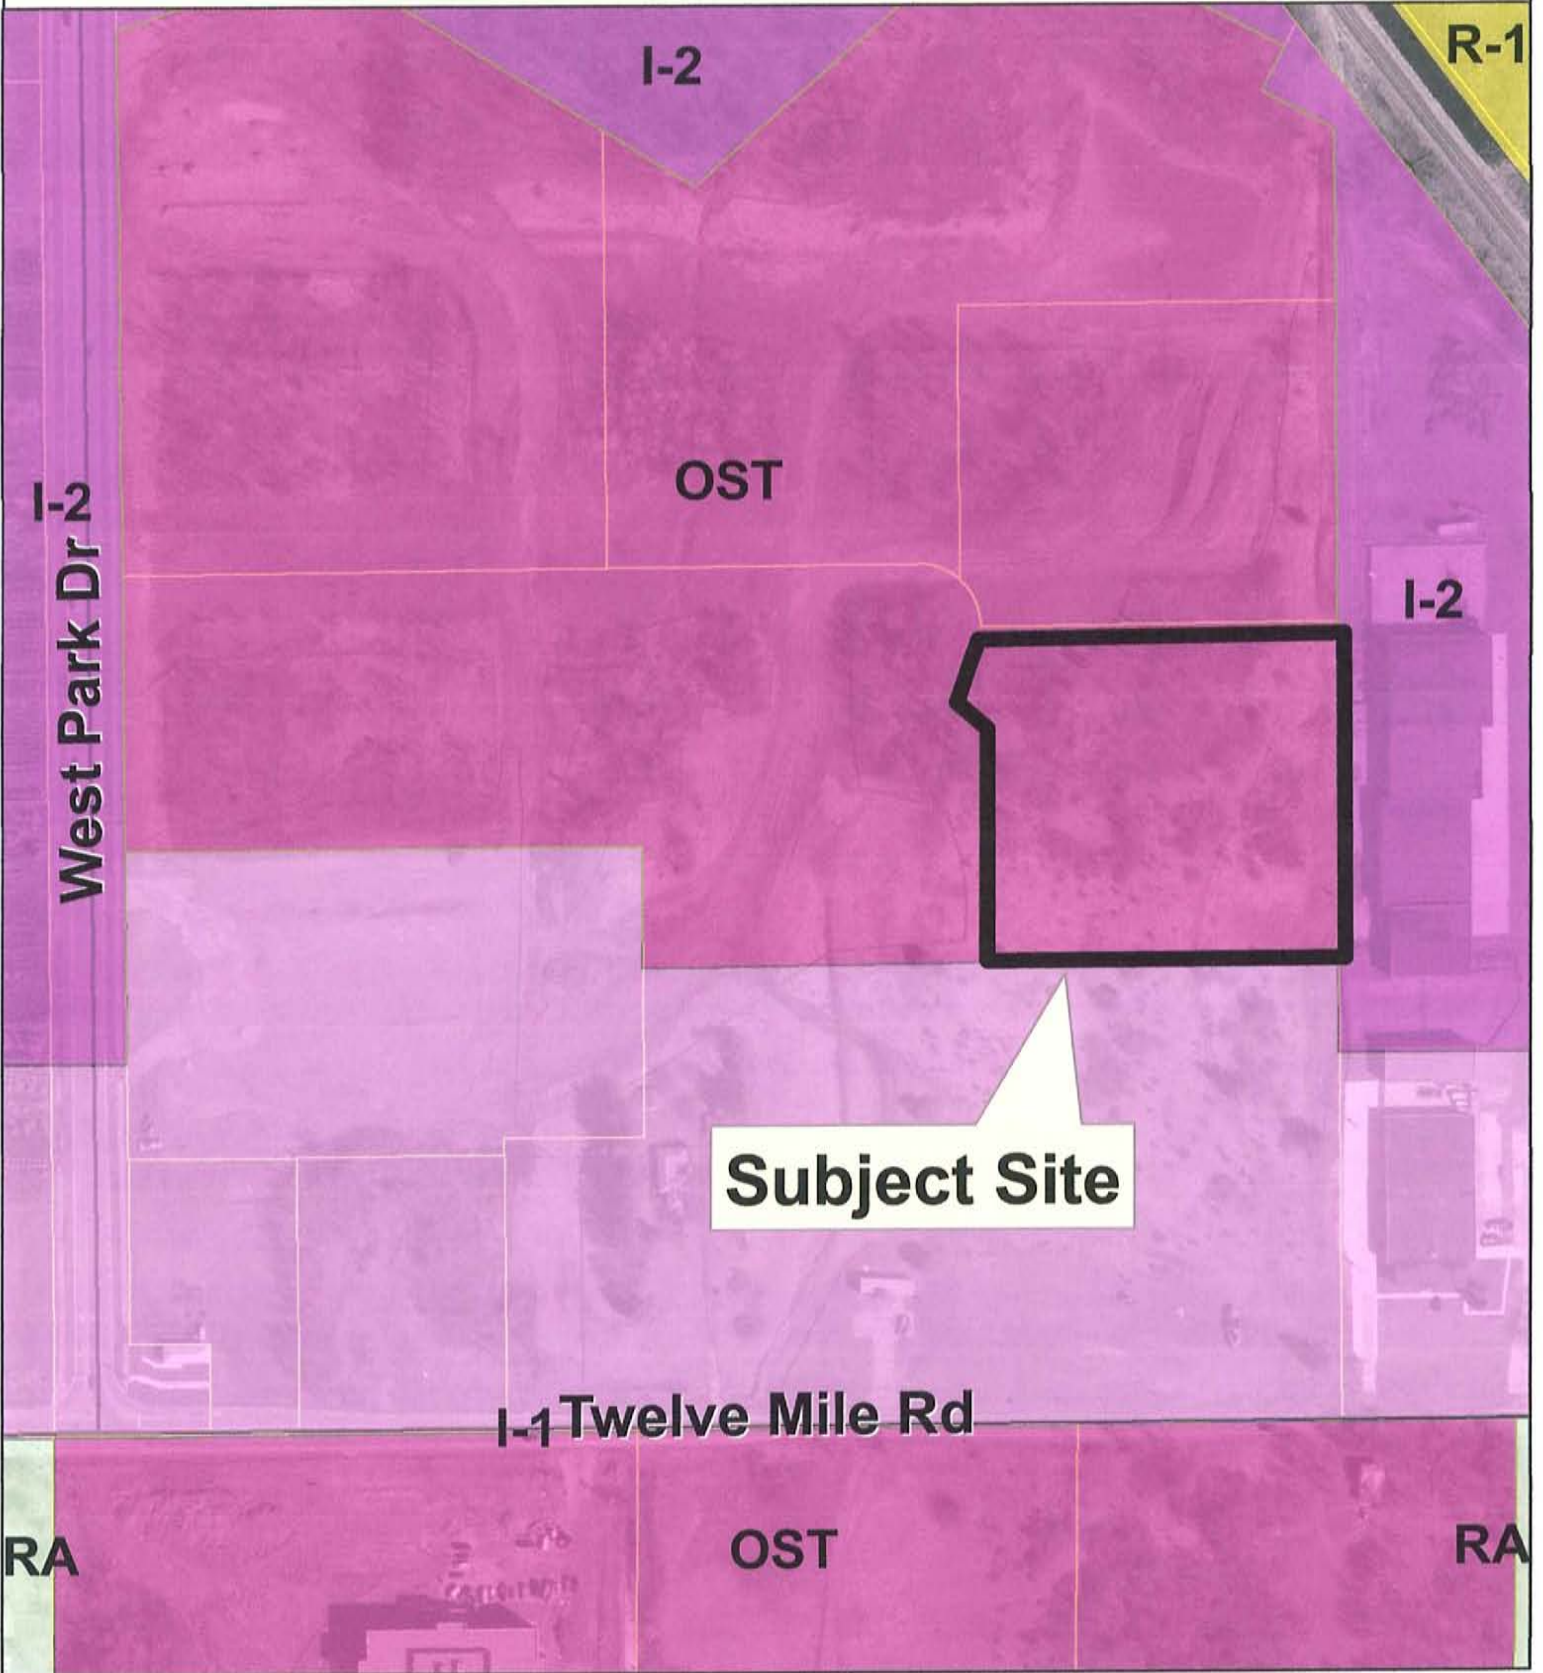 R-1
I-2
OST
I-2
West Park Dr
I-2
Subject Site
I-1
Twelve Mile Rd
RA
OST
RA